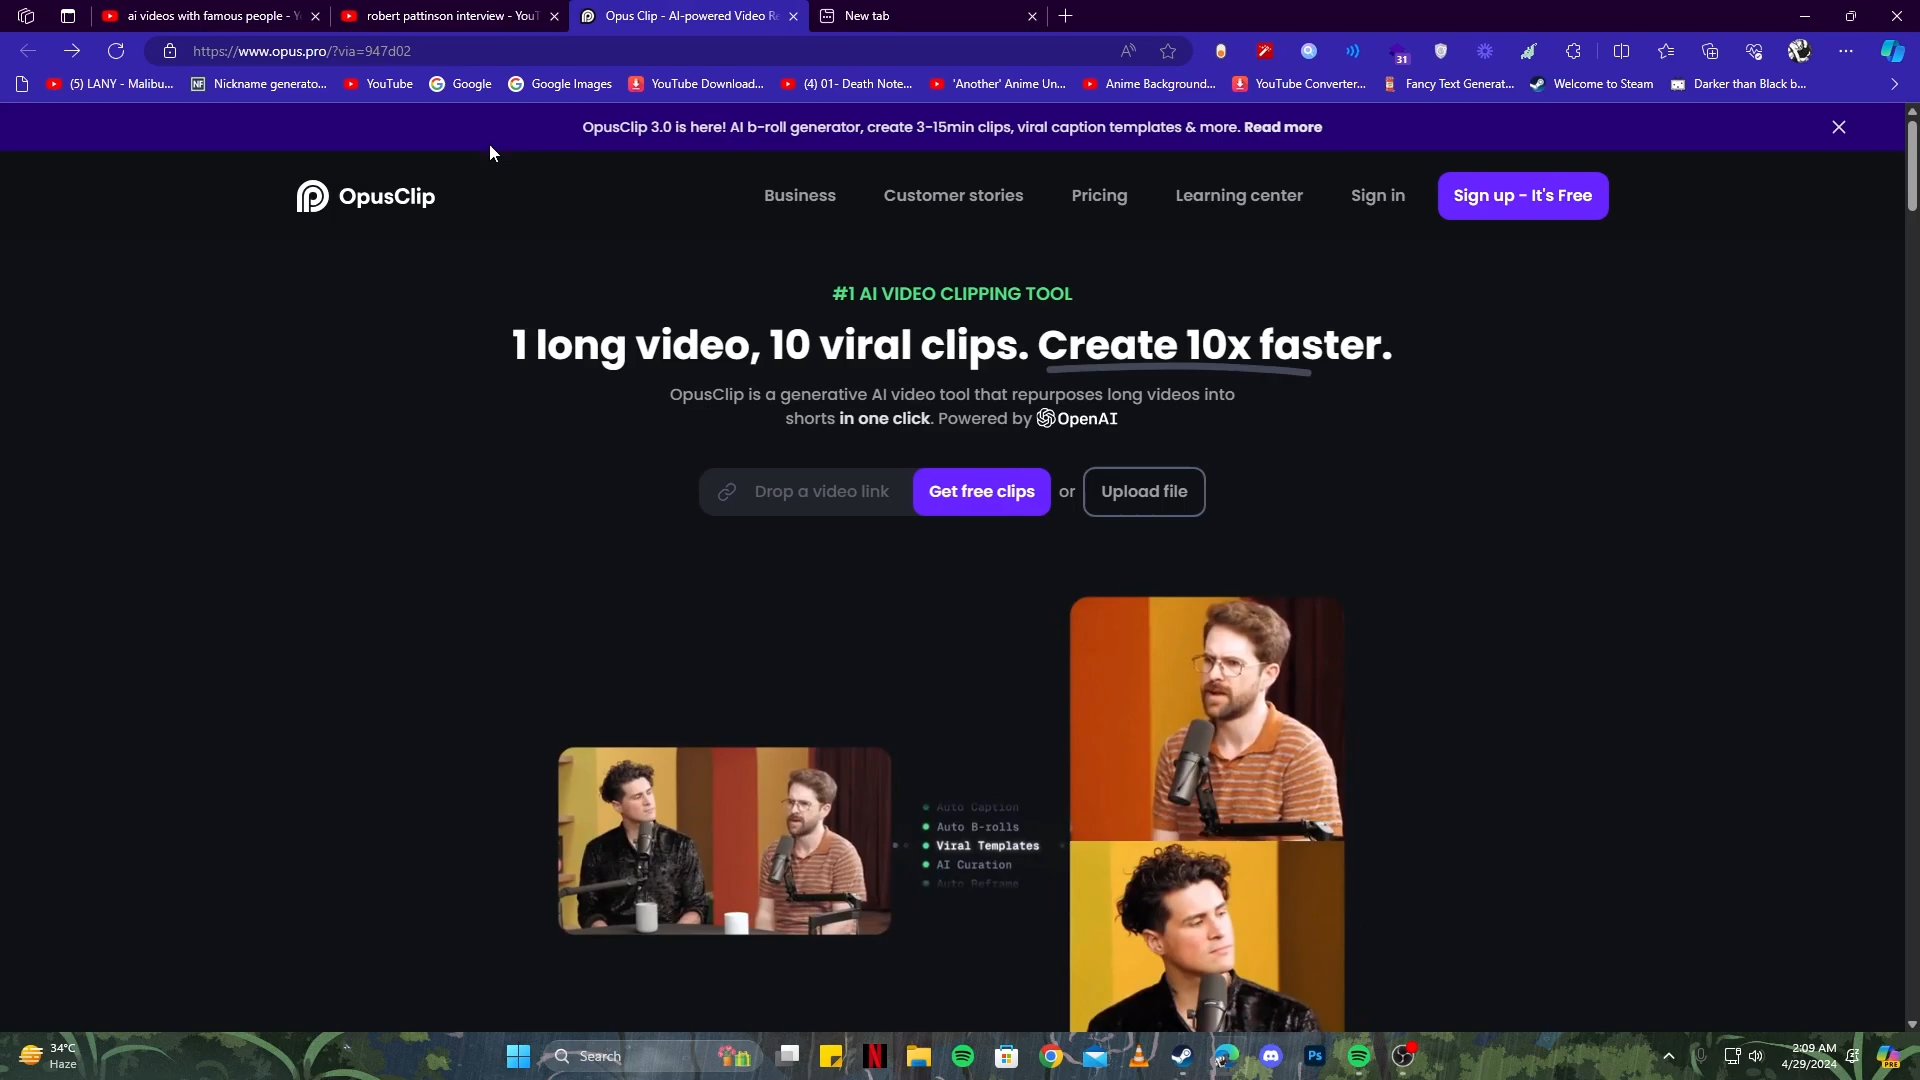 ai videos with famous people - Y
robert pattinson interview - YouT
Opus Clip - AI-powered Video Re
New tab
https://www.opus.pro/?via=947d02
31
(5) LANY - Malibu...
NF Nickname generato...
YouTube
Google
Google Images
YouTube Download...
(4) 01- Death Note...
'Another' Anime Un...
Anime Background...
YouTube Converter...
Fancy Text Generat...
Welcome to Steam
Darker than Black b...
OpusClip 3.0 is here! AI b-roll generator, create 3-15min clips, viral caption templates & more. Read more
OpusClip
Business
Customer stories
Pricing
Learning center
Sign in
Sign up - It's Free
#1 AI VIDEO CLIPPING TOOL
1 long video, 10 viral clips. Create 10x faster.
OpusClip is a generative AI video tool that repurposes long videos into
shorts in one click. Powered by OpenAI
Drop a video link
Get free clips
or
Upload file
Auto Caption
Auto B-rolls
Viral Templates
AI Curation
Auto Reframe
34°C
Haze
Search
Ps
2:09 AM
4/29/2024
PRE